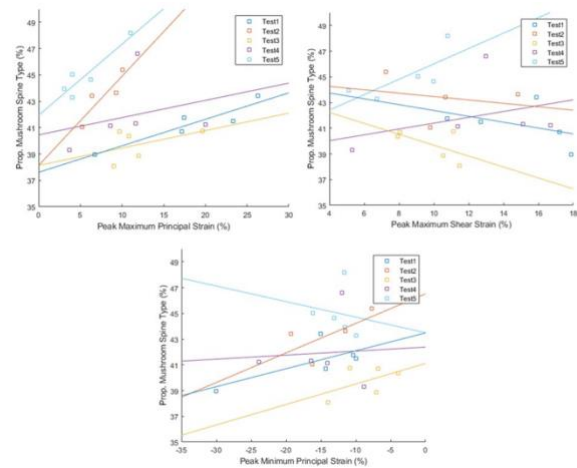 Prop. Mushroom Spine Type (%)
49
47
45
43
41
39
37
35
0 5 10 15 20 25 30
Peak Maximum Principal Strain (%)
Test1
Test2
Test3
Test4
Test5
Prop. Mushroom Spine Type (%)
49
47
45
43
41
39
37
35
4 6 8 10 12 14 16 18
Peak Maximum Shear Strain (%)
Test1
Test2
Test3
Test4
Test5
Prop. Mushroom Spine Type (%)
49
47
45
43
41
39
37
35
-35 -30 -25 -20 -15 -10 -5 0
Peak Minimum Principal Strain (%)
Test1
Test2
Test3
Test4
Test5